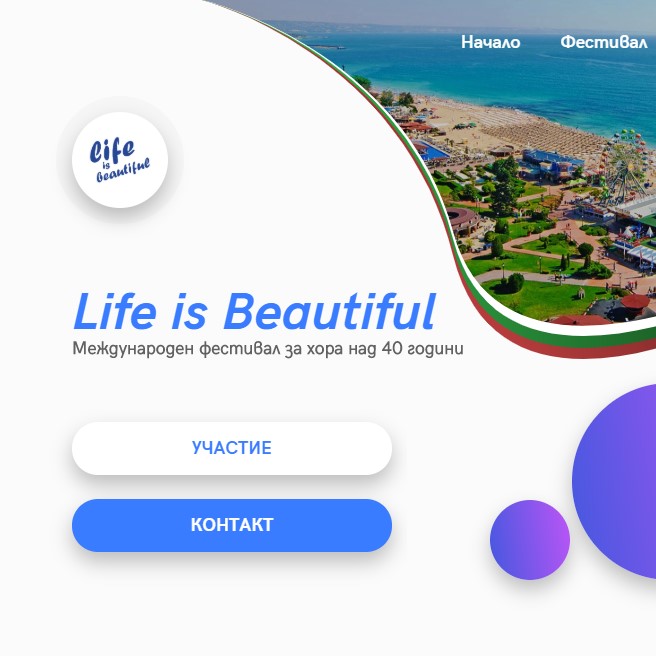 Начало Фестивал
Life
is
beautiful
Life is Beautiful
Международен фестивал за хора над 40 години
УЧАСТИЕ
КОНТАКТ